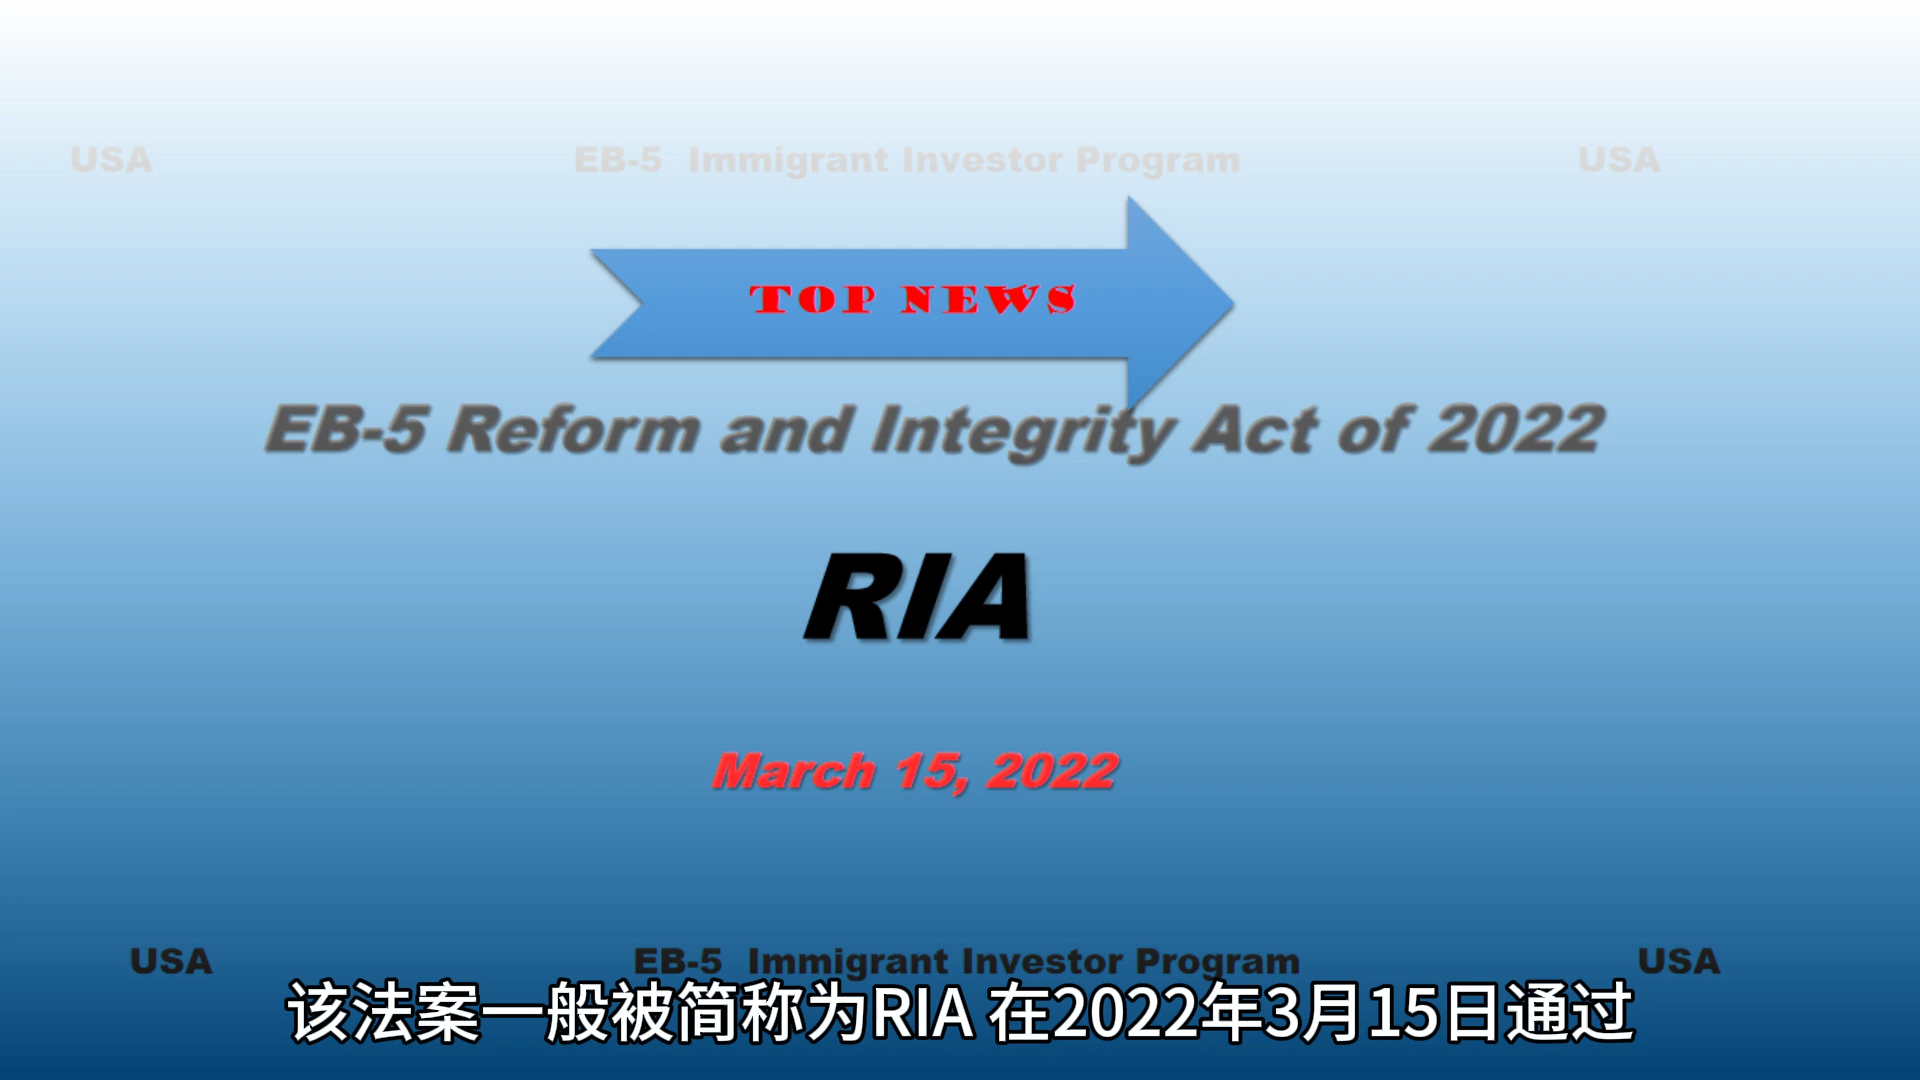 USA EB-5 Immigrant Investor Program USA
TOP NEWS
EB-5 Reform and Integrity Act of 2022
RIA
March 15, 2022
USA EB-5 Immigrant Investor Program USA
该法案一般被简称为RIA 在2022年3月15日通过